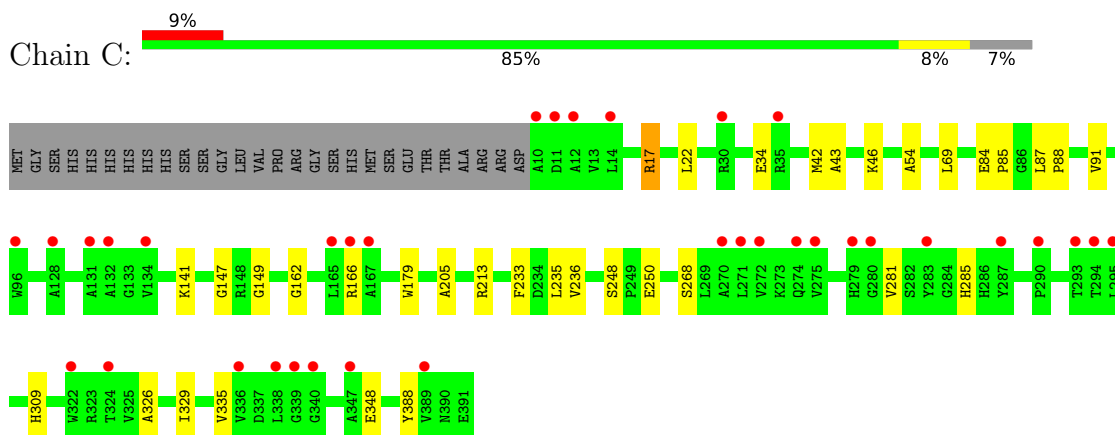 9%
Chain C:
85% 8% 7%
MET GLY SER HIS HIS HIS HIS HIS HIS SER SER GLY LEU VAL PRO ARG GLY SER HIS MET SER GLU THR THR ALA ARG ARG ASP A10 D11 A12 V13 L14 R17 L22 R30 E34 R35 M42 A43 K46 A54 L69 E84 P85 G86 L87 P88 V91
W96 A128 A131 A132 G133 V134 K141 G147 R148 G149 G162 L165 R166 A167 W179 A205 R213 F233 D234 L235 V236 S248 P249 E250 S268 L269 A270 L271 V272 K273 Q274 V275 H279 G280 V281 S282 Y283 G284 H285 H286 Y287 P290 T293 T294 L295
H309 W322 R323 T324 V325 A326 I329 V335 V336 D337 L338 G339 G340 A347 E348 Y388 V389 N390 E391